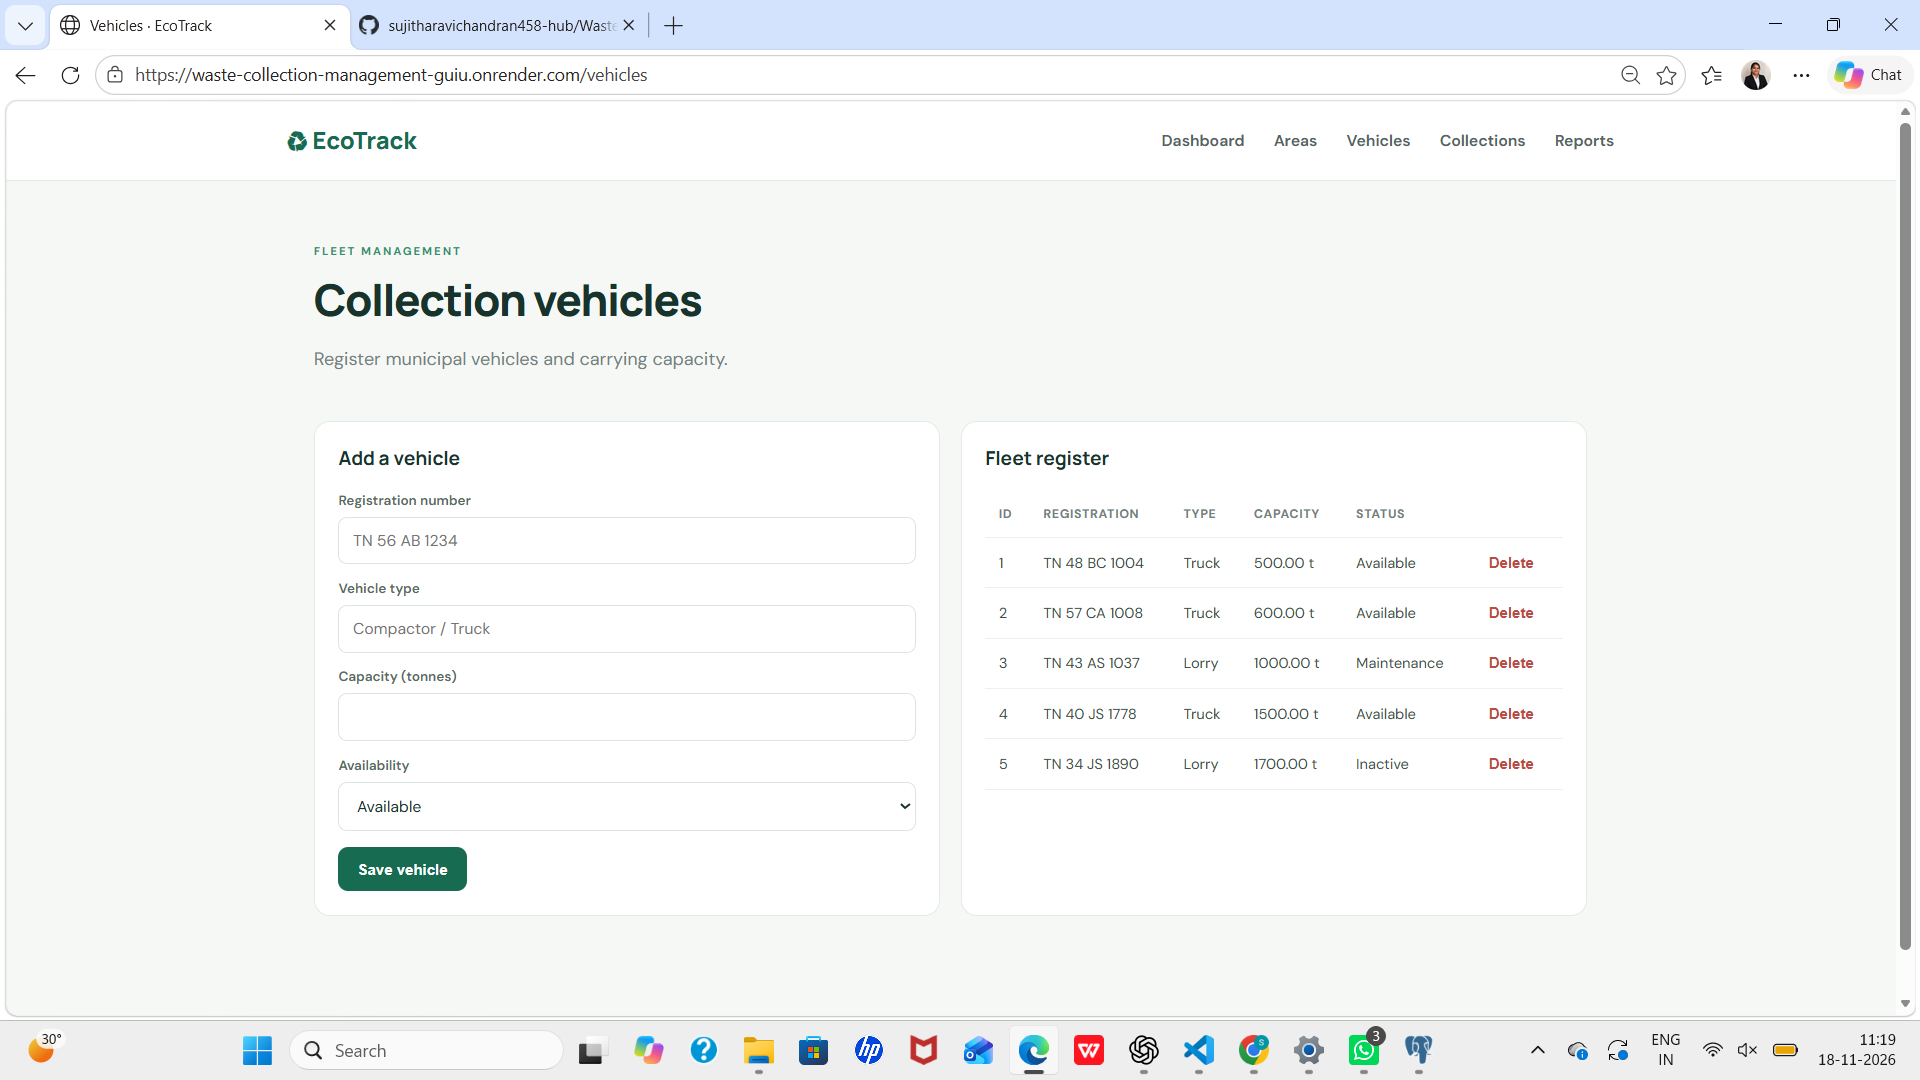 Vehicles · EcoTrack
sujitharavichandran458-hub/Waste
https://waste-collection-management-guiu.onrender.com/vehicles
Chat
EcoTrack
Dashboard Areas Vehicles Collections Reports
FLEET MANAGEMENT
Collection vehicles
Register municipal vehicles and carrying capacity.
Add a vehicle
Registration number
TN 56 AB 1234
Vehicle type
Compactor / Truck
Capacity (tonnes)
Availability
Available
Save vehicle
Fleet register
ID REGISTRATION TYPE CAPACITY STATUS
1 TN 48 BC 1004 Truck 500.00 t Available Delete
2 TN 57 CA 1008 Truck 600.00 t Available Delete
3 TN 43 AS 1037 Lorry 1000.00 t Maintenance Delete
4 TN 40 JS 1778 Truck 1500.00 t Available Delete
5 TN 34 JS 1890 Lorry 1700.00 t Inactive Delete
30°
Search
hp
W
S
3
ENG
IN
11:19
18-11-2026